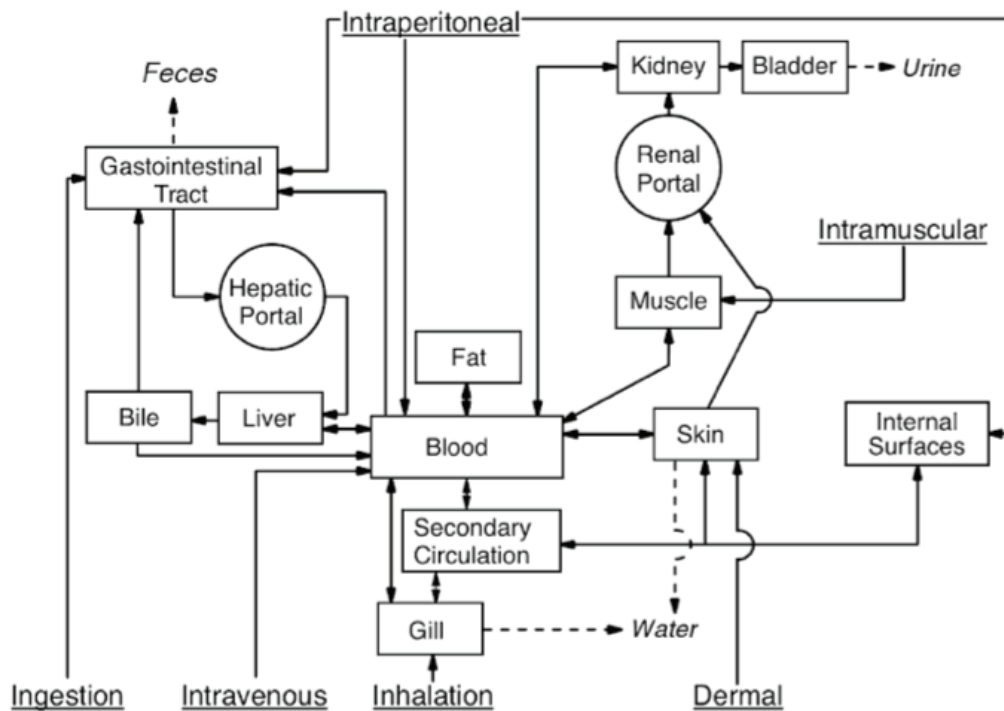 Intraperitoneal
Feces
Kidney
Bladder
Urine
Gastointestinal
Tract
Renal
Portal
Intramuscular
Hepatic
Portal
Muscle
Fat
Bile
Liver
Blood
Skin
Internal
Surfaces
Secondary
Circulation
Gill
Water
Ingestion
Intravenous
Inhalation
Dermal